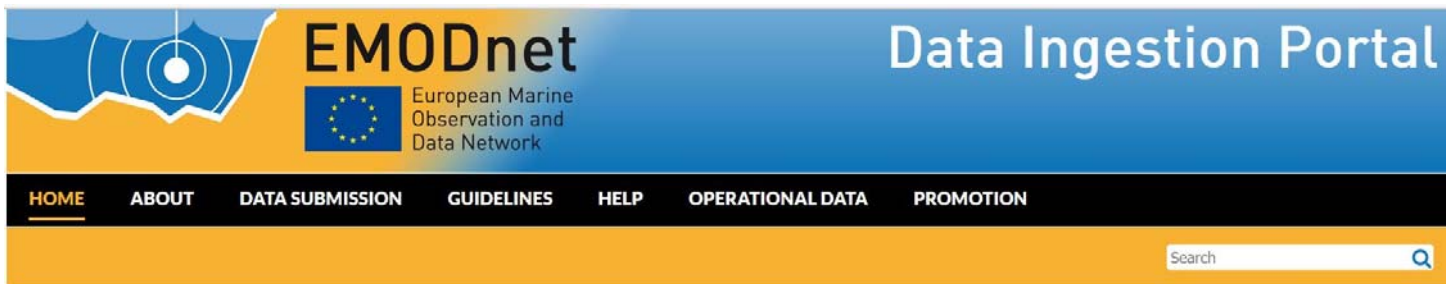 EMODnet
Data Ingestion Portal
European Marine
Observation and
Data Network
HOME ABOUT DATA SUBMISSION GUIDELINES HELP OPERATIONAL DATA PROMOTION
Search